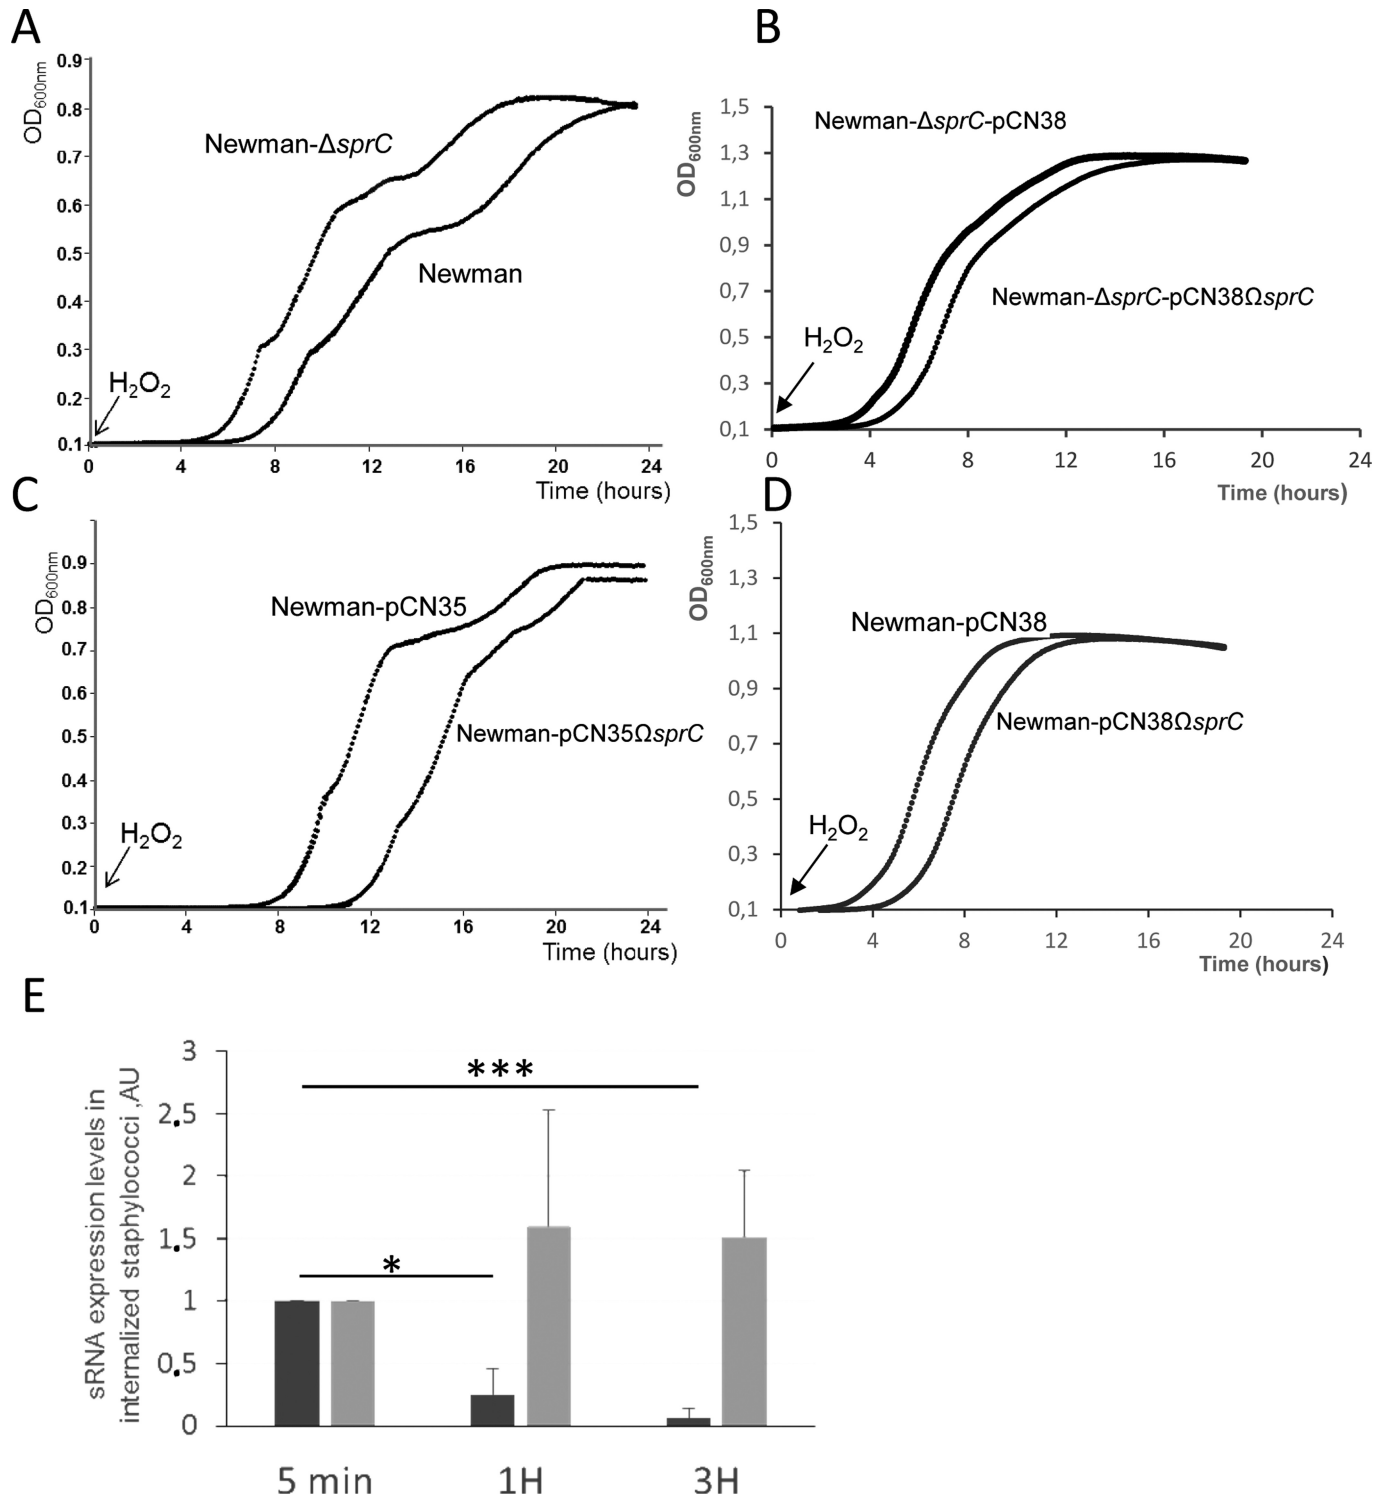 A
OD600nm
0.9
0.8
0.7
0.6
0.5
0.4
0.3
0.2
0.1
Newman-ΔsprC
Newman
H2O2
0 4 8 12 16 20 24
Time (hours)
B
OD600nm
1,5
1,3
1,1
0,9
0,7
0,5
0,3
0,1
Newman-ΔsprC-pCN38
Newman-ΔsprC-pCN38ΩsprC
H2O2
0 4 8 12 16 20 24
Time (hours)
C
OD600nm
0.9
0.8
0.7
0.6
0.5
0.4
0.3
0.2
0.1
Newman-pCN35
Newman-pCN35ΩsprC
H2O2
0 4 8 12 16 20 24
Time (hours)
D
OD600nm
1,5
1,3
1,1
0,9
0,7
0,5
0,3
0,1
Newman-pCN38
Newman-pCN38ΩsprC
H2O2
0 4 8 12 16 20 24
Time (hours)
E
sRNA expression levels in
internalized staphylococci ,AU
3
2.5
2
1.5
1
0.5
0
***
*
5 min 1H 3H